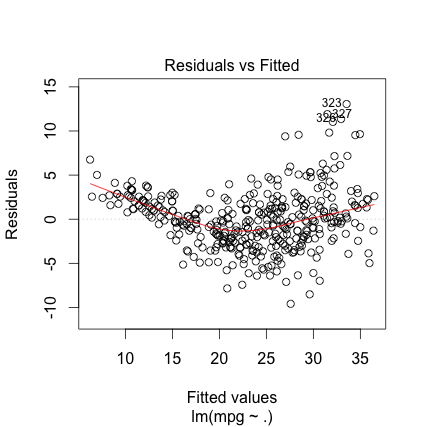 Residuals vs Fitted
15
10
5
0
-5
-10
Residuals
323
327
326
10 15 20 25 30 35
Fitted values
lm(mpg ~ .)